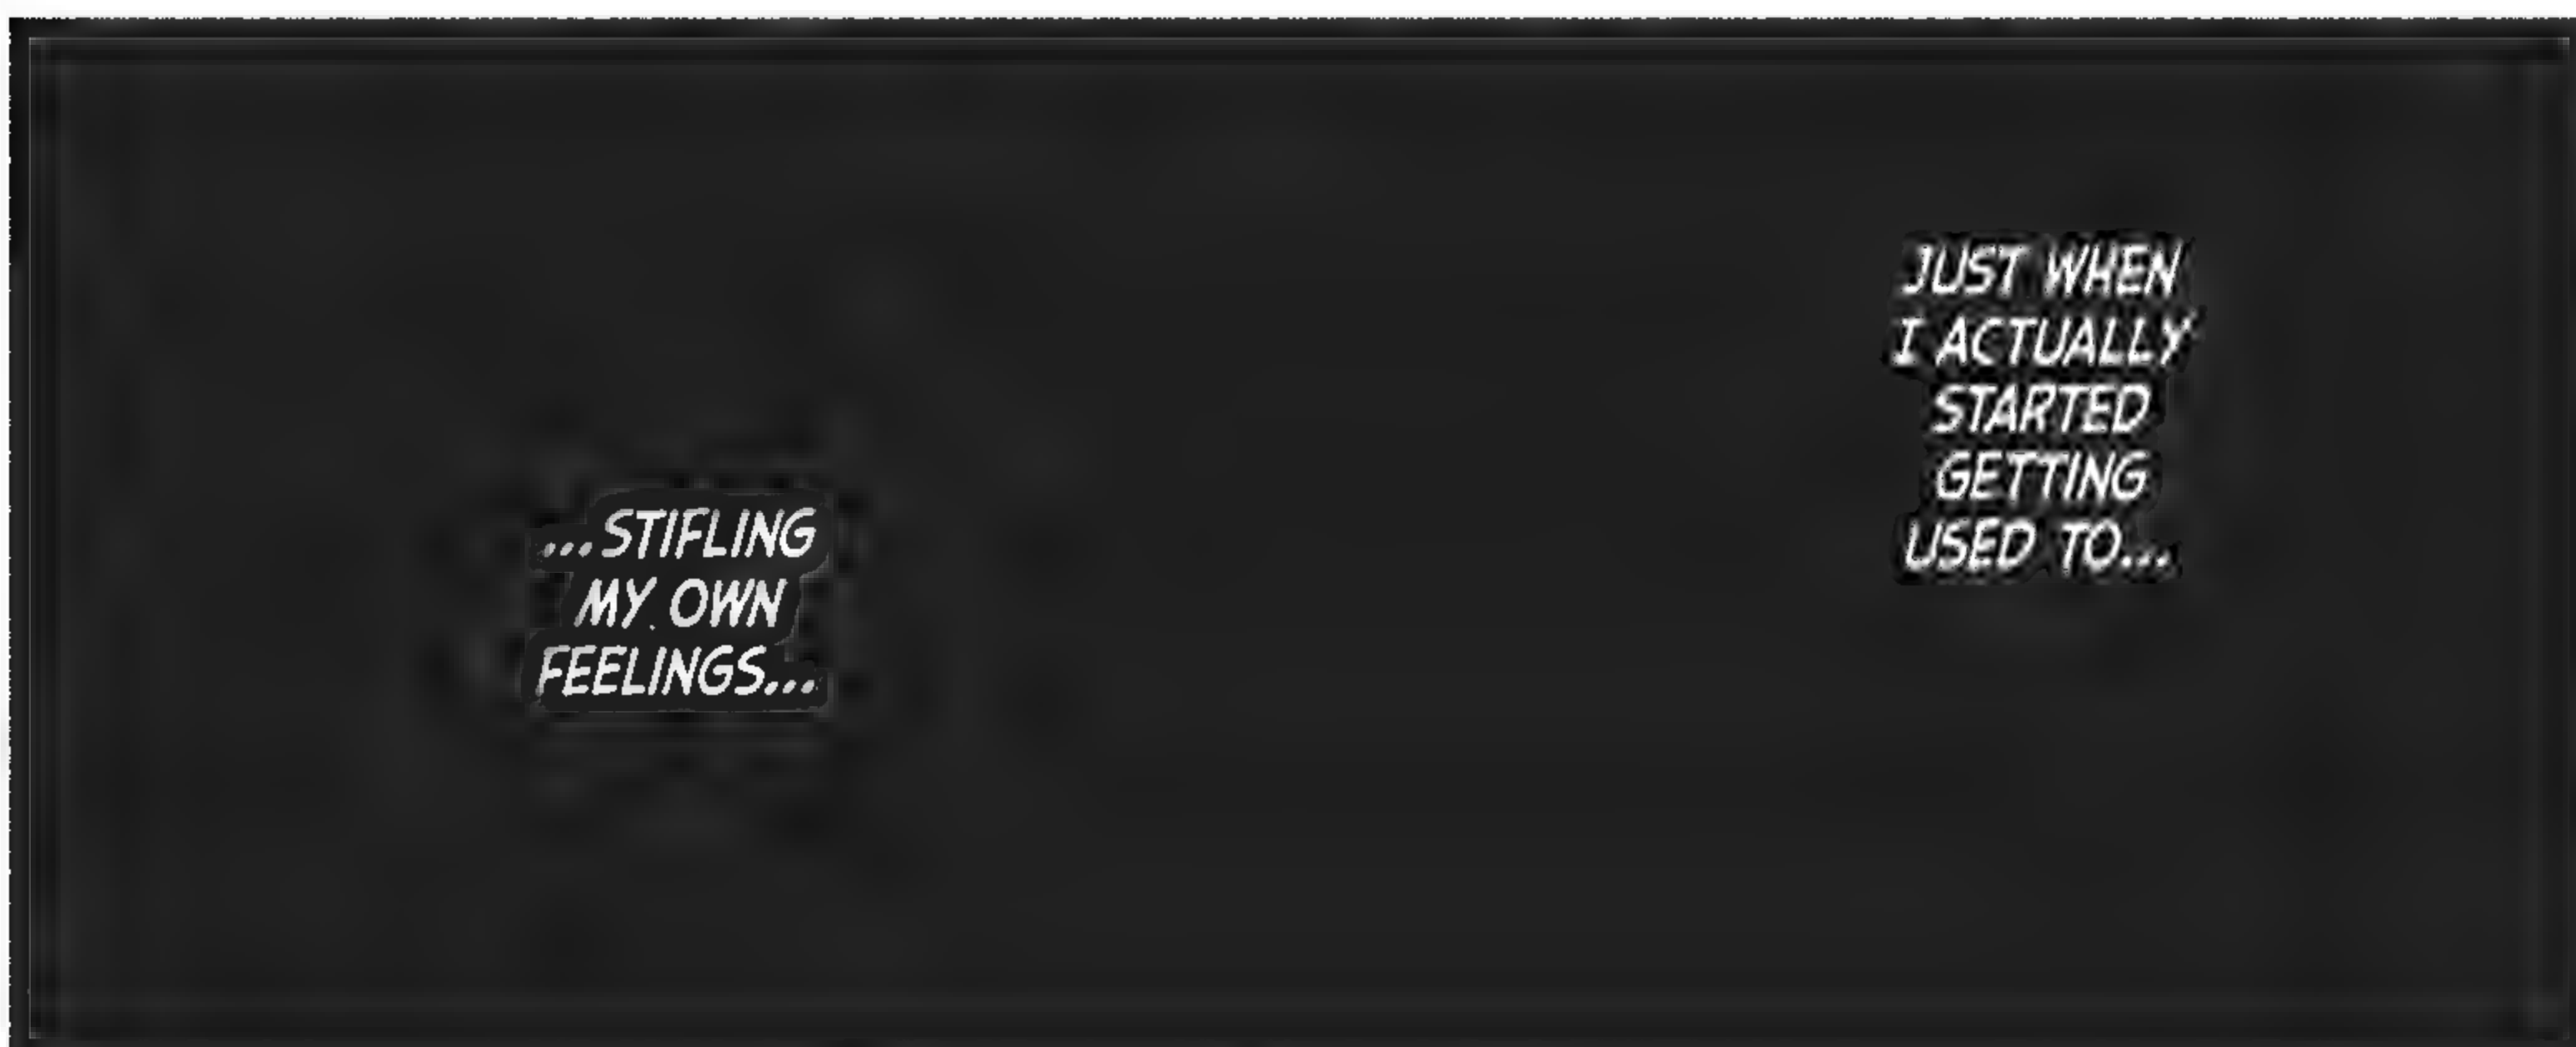 JUST WHEN
I ACTUALLY
STARTED
GETTING
USED TO...
...STIFLING
MY OWN
FEELINGS...